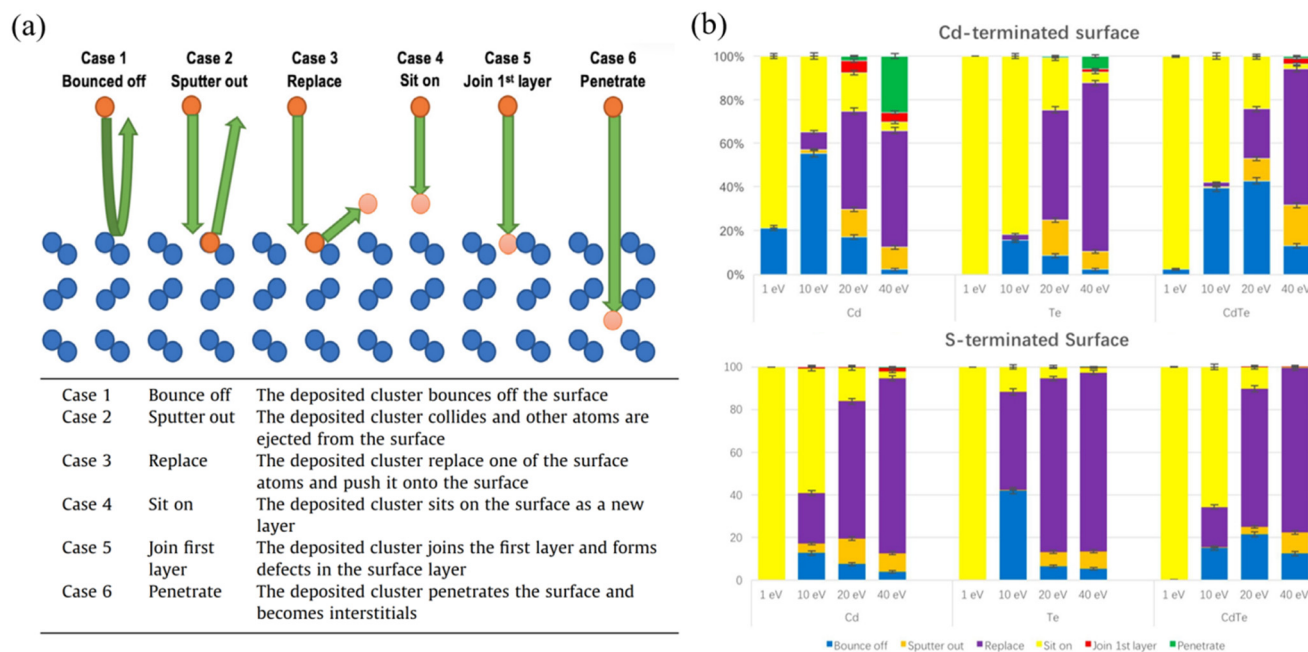 (a)
Case 1
Bounced off
Case 2
Sputter out
Case 3
Replace
Case 4
Sit on
Case 5
Join 1st layer
Case 6
Penetrate
Case 1 Bounce off The deposited cluster bounces off the surface
Case 2 Sputter out The deposited cluster collides and other atoms are
ejected from the surface
Case 3 Replace The deposited cluster replace one of the surface
atoms and push it onto the surface
Case 4 Sit on The deposited cluster sits on the surface as a new
layer
Case 5 Join first The deposited cluster joins the first layer and forms
layer defects in the surface layer
Case 6 Penetrate The deposited cluster penetrates the surface and
becomes interstitials
(b)
Cd-terminated surface
100%
80%
60%
40%
20%
0%
1 eV 10 eV 20 eV 40 eV 1 eV 10 eV 20 eV 40 eV 1 eV 10 eV 20 eV 40 eV
Cd Te CdTe
S-terminated Surface
100
80
60
40
20
0
1 eV 10 eV 20 eV 40 eV 1 eV 10 eV 20 eV 40 eV 1 eV 10 eV 20 eV 40 eV
Cd Te CdTe
Bounce off Sputter out Replace Sit on Join 1st layer Penetrate